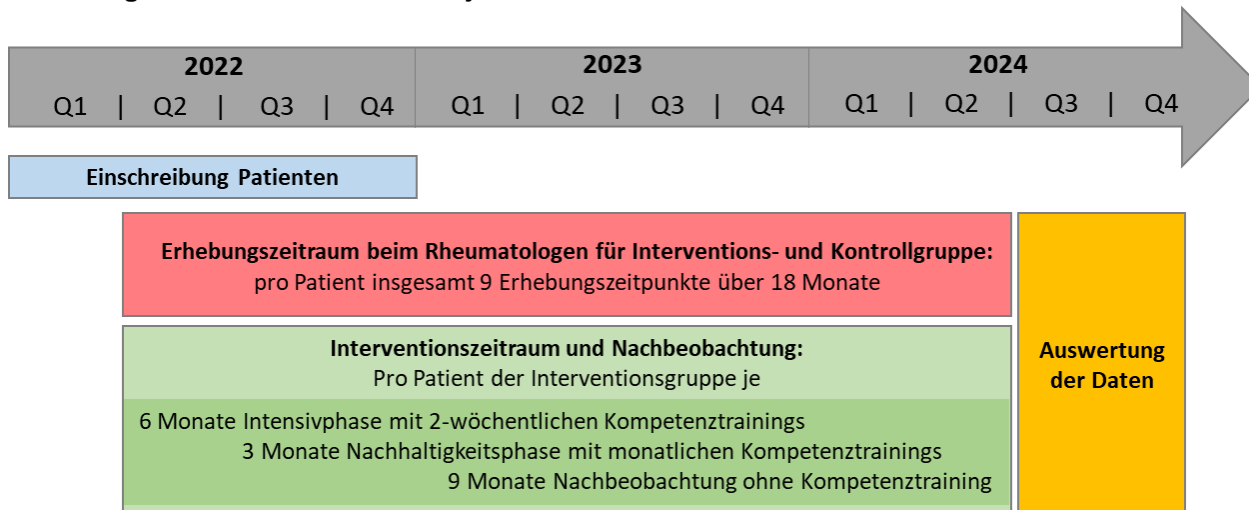 2022 2023 2024
Q1 | Q2 | Q3 | Q4 Q1 | Q2 | Q3 | Q4 Q1 | Q2 | Q3 | Q4
Einschreibung Patienten
Erhebungszeitraum beim Rheumatologen für Interventions- und Kontrollgruppe:
pro Patient insgesamt 9 Erhebungszeitpunkte über 18 Monate
Interventionszeitraum und Nachbeobachtung:
Pro Patient der Interventionsgruppe je
6 Monate Intensivphase mit 2-wöchentlichen Kompetenztrainings
3 Monate Nachhaltigkeitsphase mit monatlichen Kompetenztrainings
9 Monate Nachbeobachtung ohne Kompetenztraining
Auswertung
der Daten